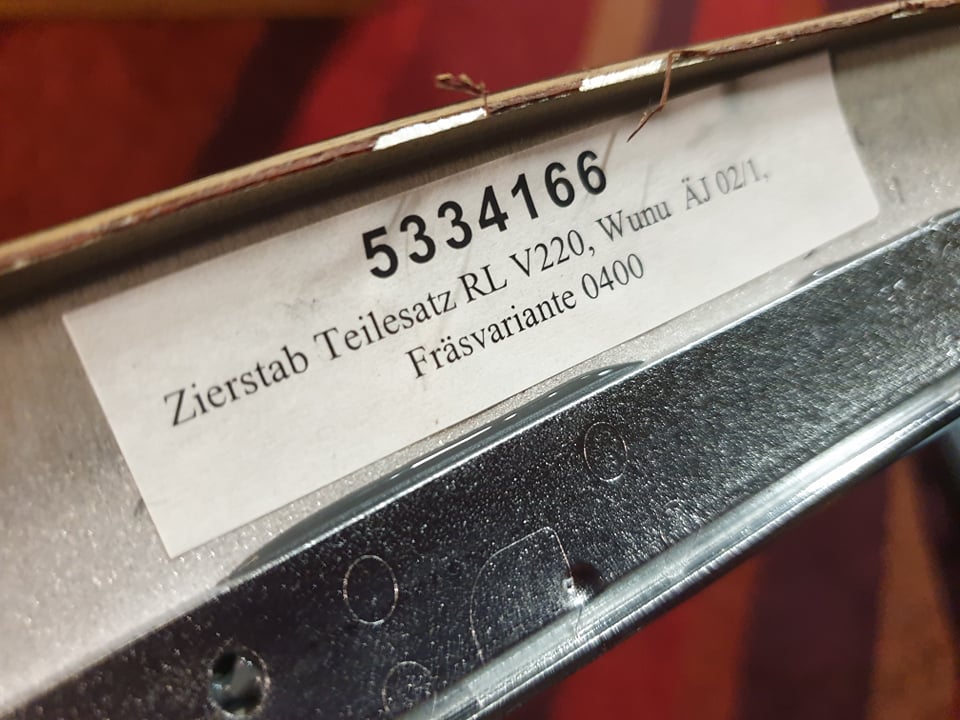 5334166
Zierstab Teilesatz RL V220, Wunu ÄJ 02/1,
Fräsvariante 0400